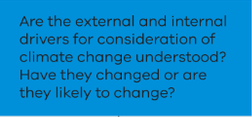 Are the external and internal
drivers for consideration of
climate change understood?
Have they changed or are
they likely to change?